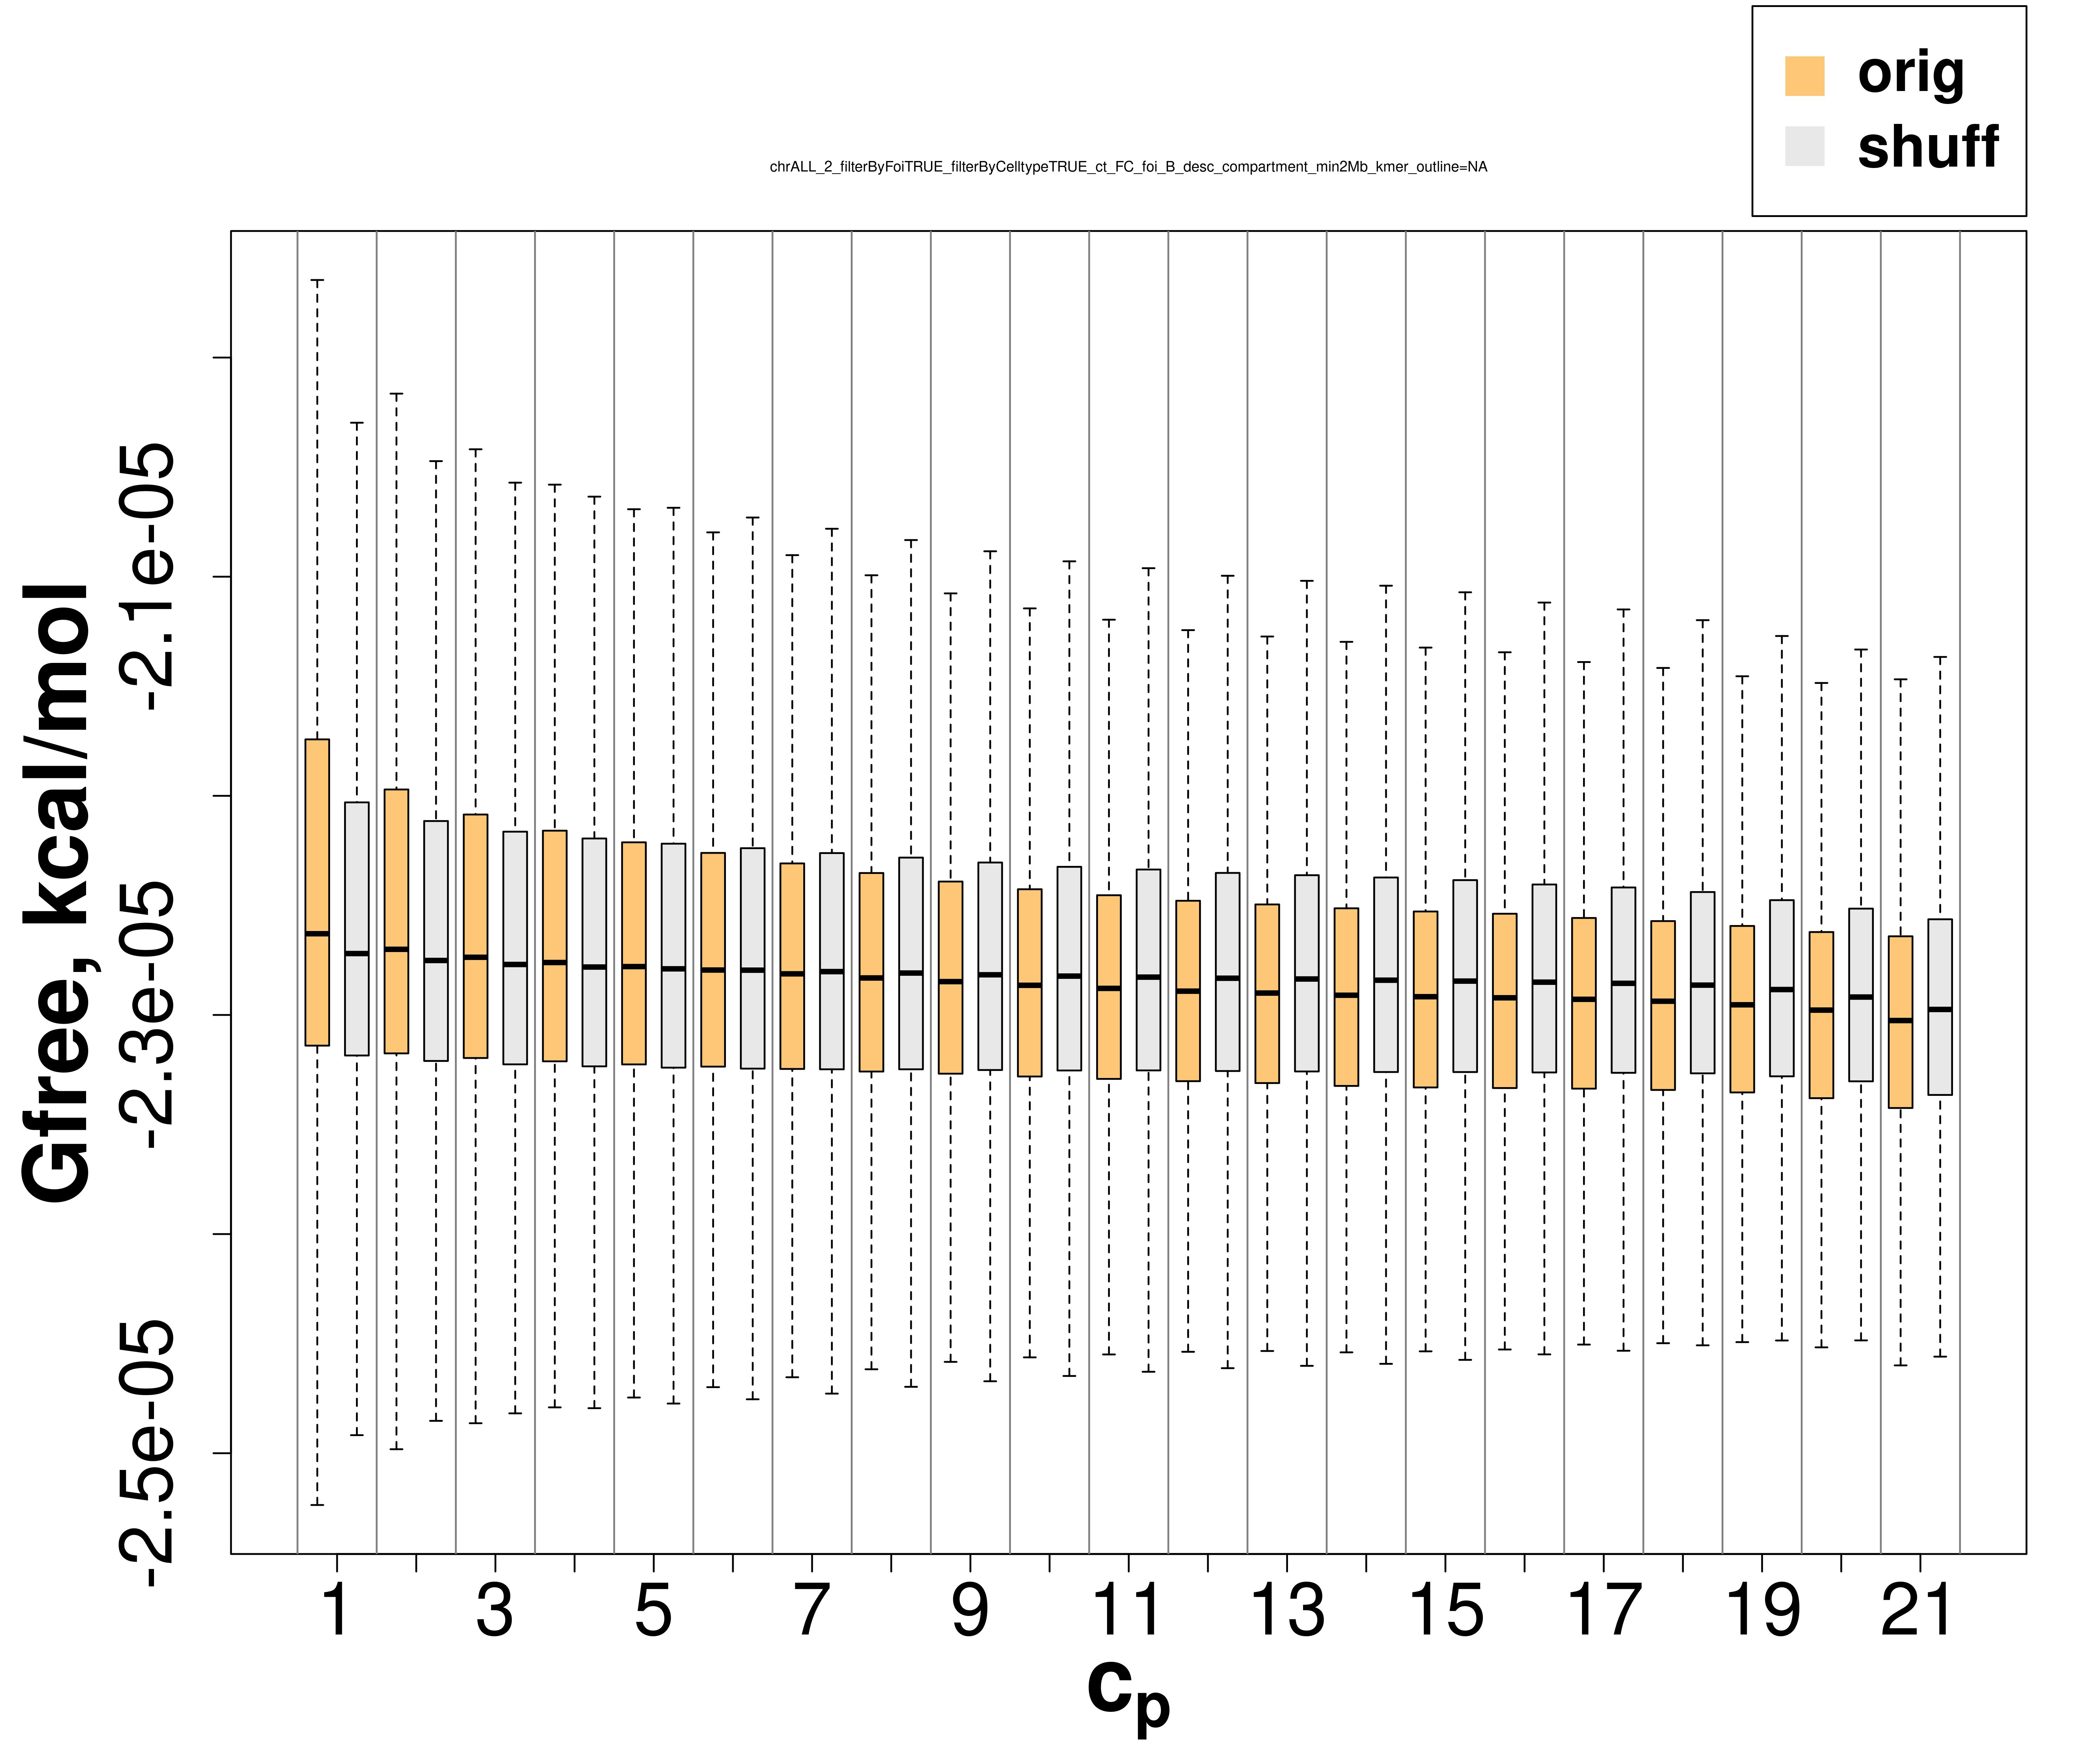 orig
shuff
chrALL_2_filterByFoiTRUE_filterByCelltypeTRUE_ct_FC_foi_B_desc_compartment_min2Mb_kmer_outline=NA
Gfree, kcal/mol
-2.1e-05
-2.3e-05
-2.5e-05
1 3 5 7 9 11 13 15 17 19 21
cp